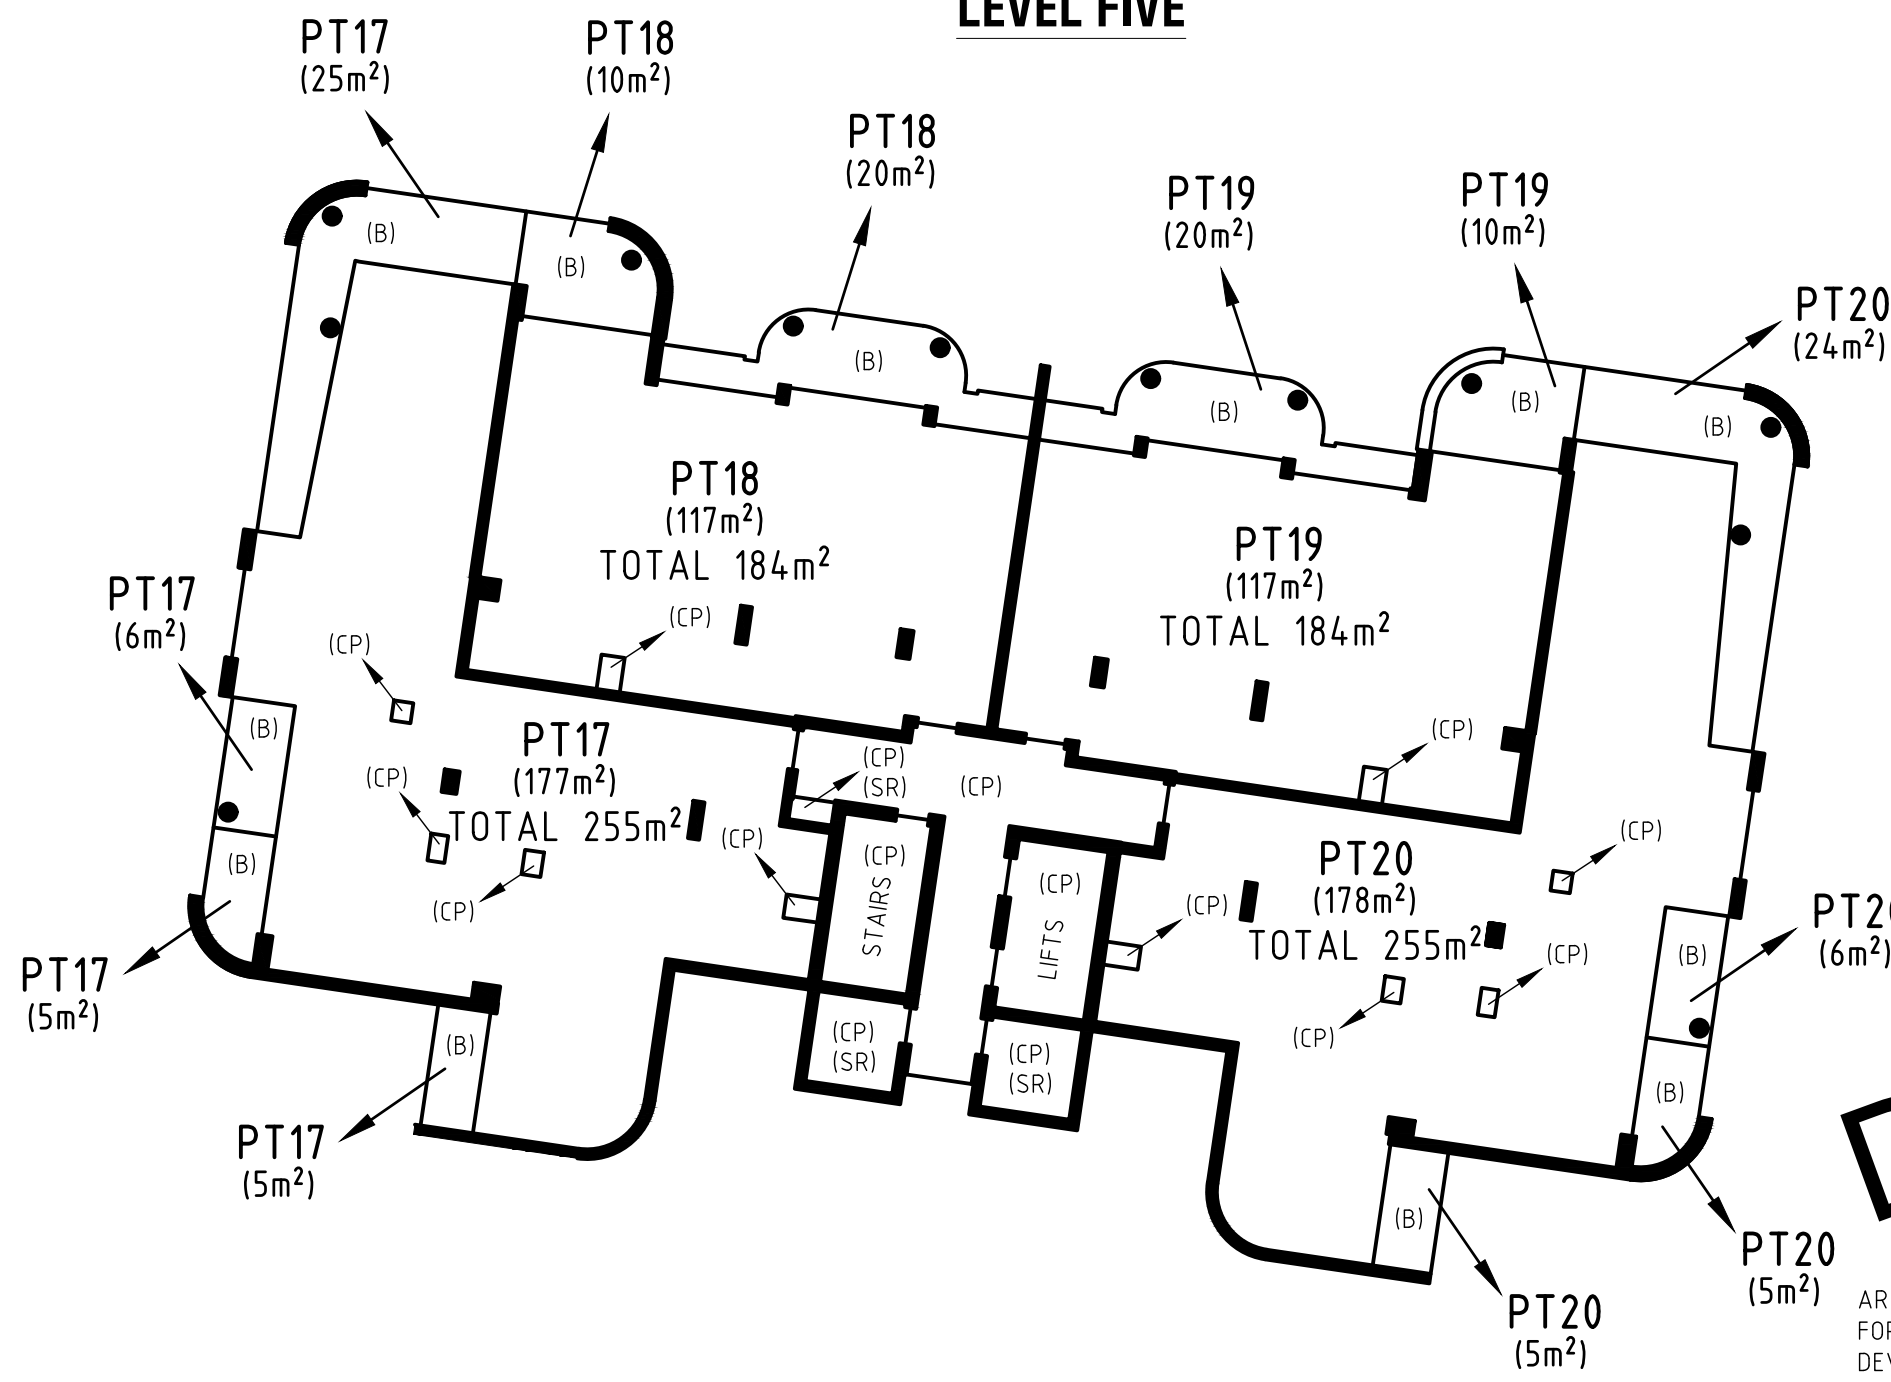 LEVEL FIVE
PT17
(25m²)
PT18
(10m²)
PT18
(20m²)
PT19
(20m²)
PT19
(10m²)
PT20
(24m²)
(B)
(B)
(B)
(B)
(B)
(B)
PT18
(117m²)
TOTAL 184m²
(CP)
PT19
(117m²)
TOTAL 184m²
(CP)
PT17
(6m²)
(CP)
(B)
(CP)
PT17
(177m²)
TOTAL 255m²
(CP)
(B)
(CP)
(CP)
(SR)
(CP)
(CP)
STAIRS
(CP)
LIFTS
(CP)
PT20
(178m²)
TOTAL 255m²
(CP)
(CP)
(CP)
(B)
(6m²)
PT17
(5m²)
(B)
(CP)
(SR)
(CP)
(SR)
(B)
PT17
(5m²)
(B)
PT20
(5m²)
PT20
(5m²)